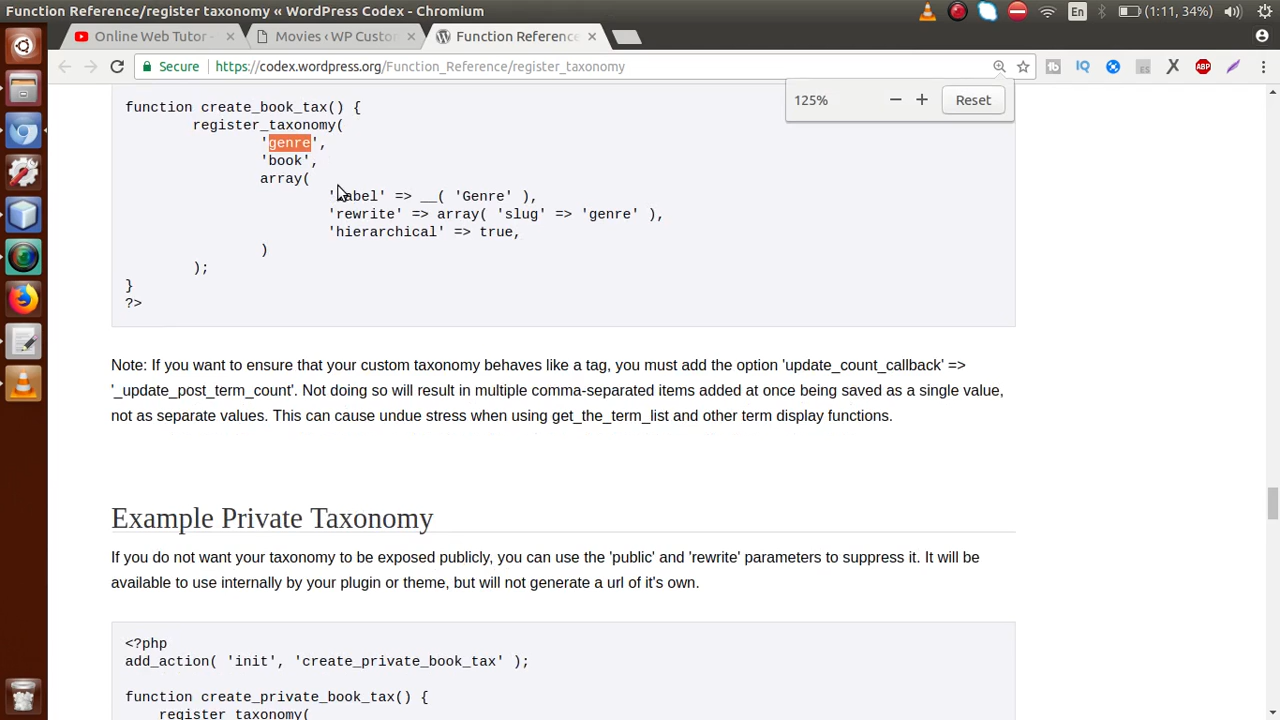 Function Reference/register taxonomy « WordPress Codex - Chromium
En
(1:11, 34%)
Online Web Tutor -
Movies ‹ WP Custo
Function Reference
Secure
https://codex.wordpress.org/Function_Reference/register_taxonomy
IQ
ES
ABP
125%
Reset
function create_book_tax() {
register_taxonomy(
'genre',
'book',
array(
'label' => __( 'Genre' ),
'rewrite' => array( 'slug' => 'genre' ),
'hierarchical' => true,
)
);
}
?>
Note: If you want to ensure that your custom taxonomy behaves like a tag, you must add the option 'update_count_callback' =>
'_update_post_term_count'. Not doing so will result in multiple comma-separated items added at once being saved as a single value,
not as separate values. This can cause undue stress when using get_the_term_list and other term display functions.
Example Private Taxonomy
If you do not want your taxonomy to be exposed publicly, you can use the 'public' and 'rewrite' parameters to suppress it. It will be
available to use internally by your plugin or theme, but will not generate a url of it's own.
<?php
add_action( 'init', 'create_private_book_tax' );
function create_private_book_tax() {
register_taxonomy(